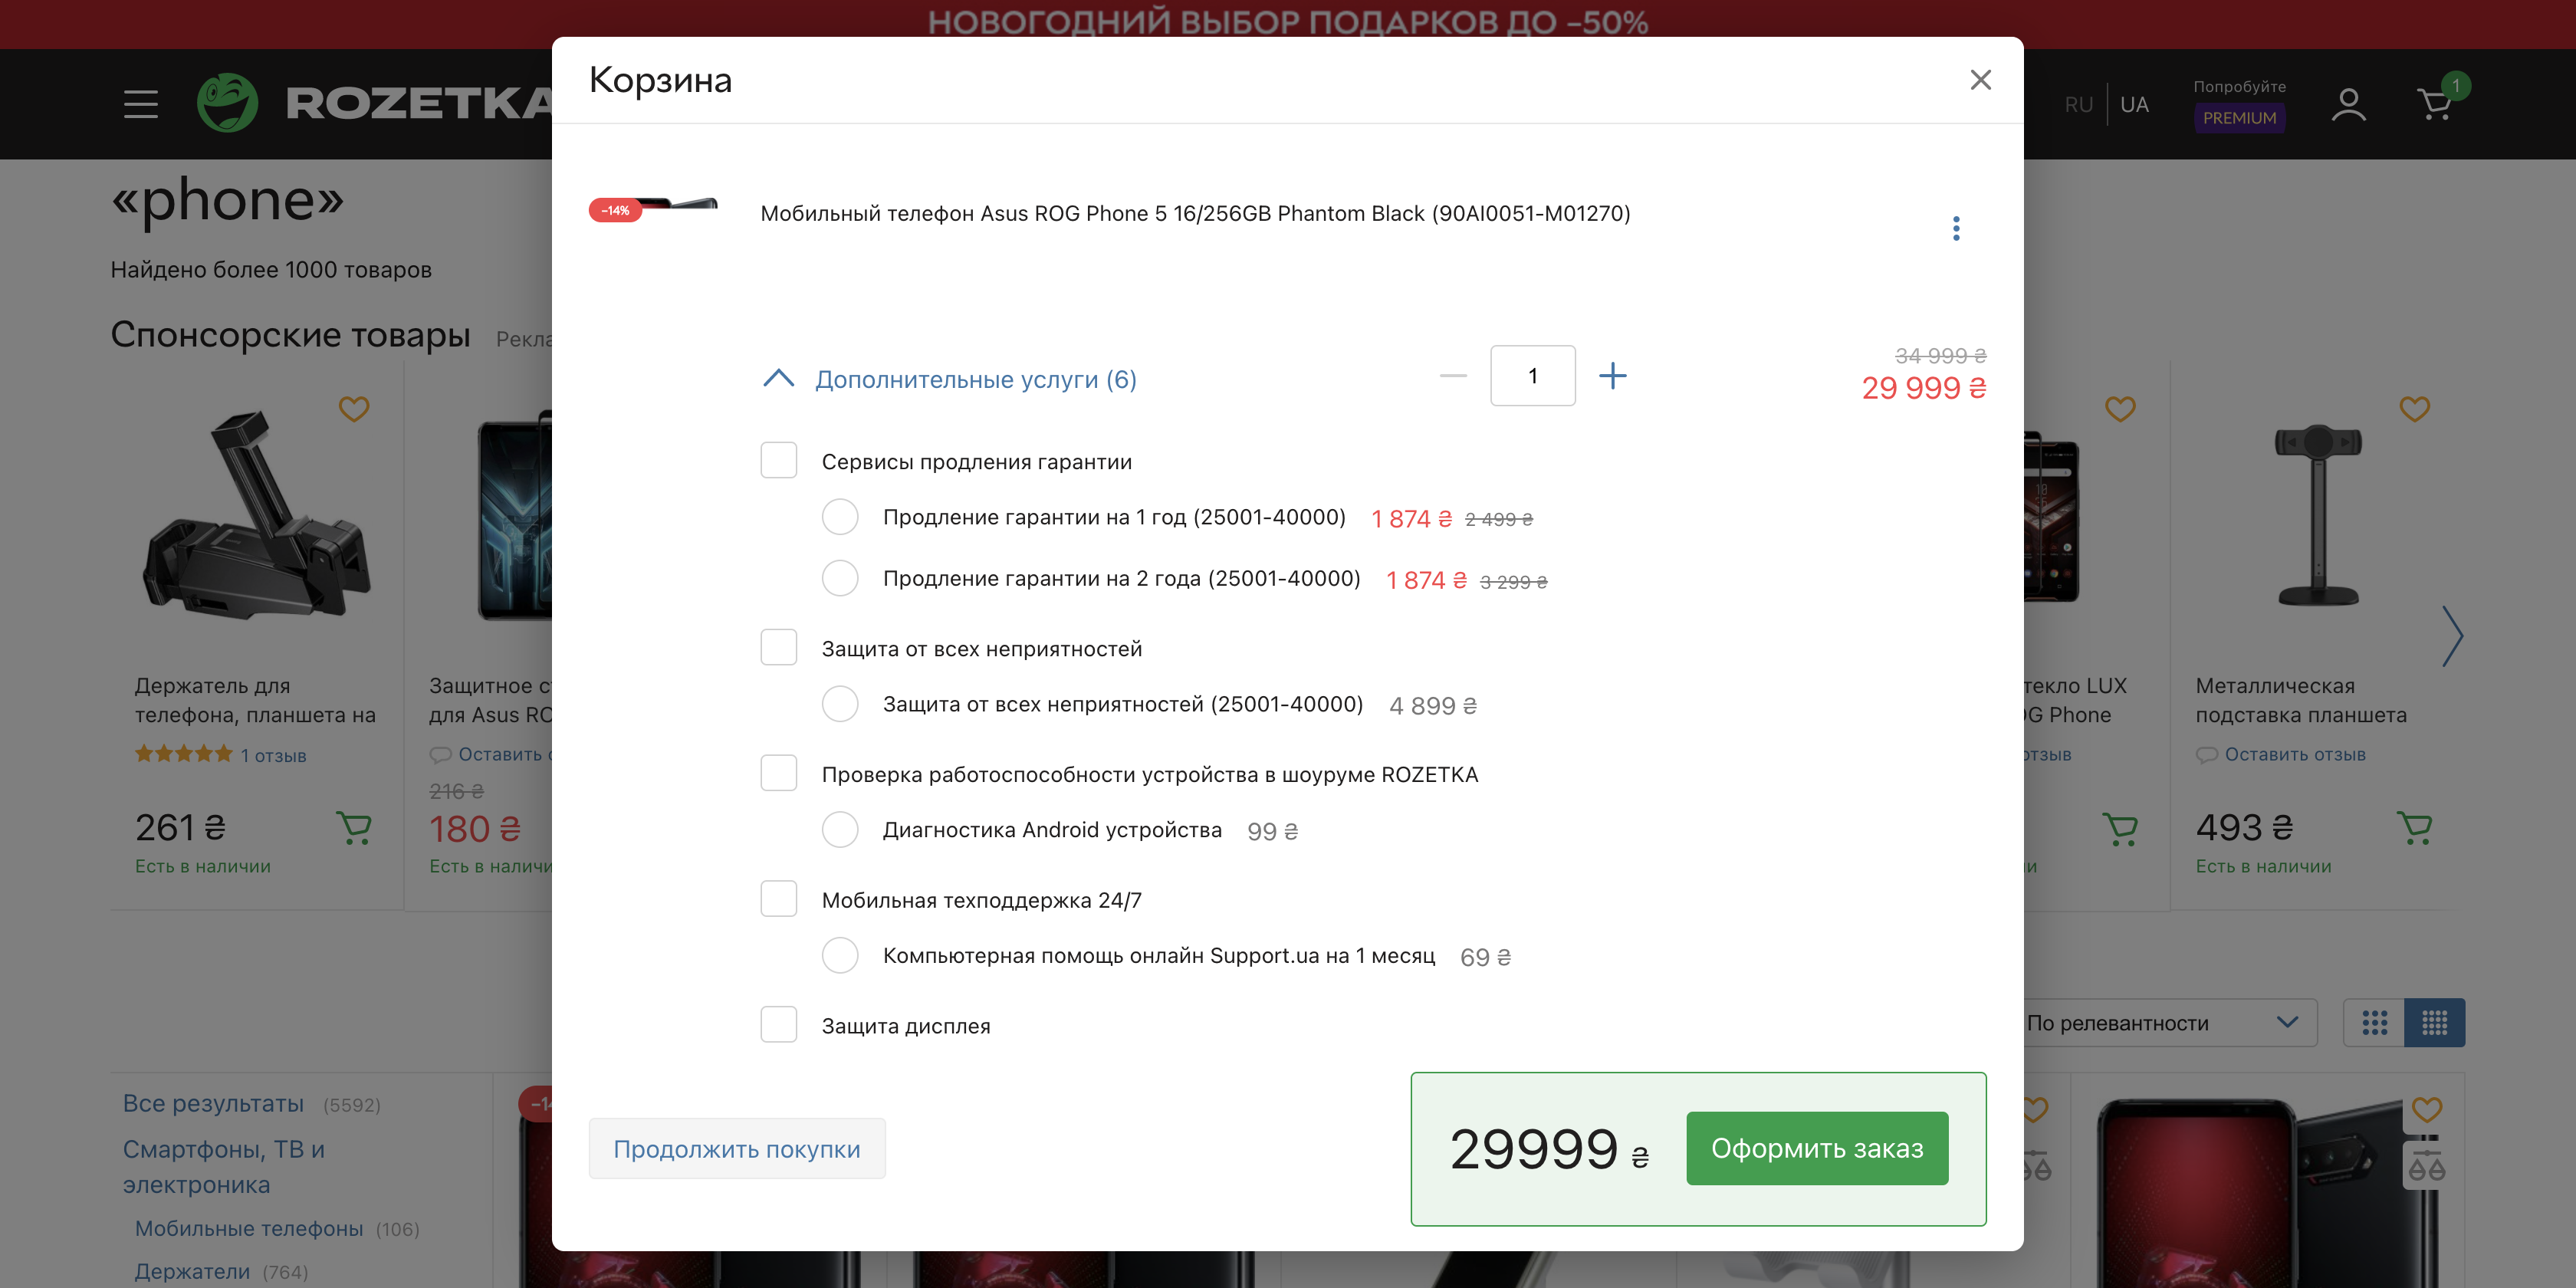 НОВОГОДНИЙ ВЫБОР ПОДАРКОВ ДО –50%
ROZETKA
RU
UA
Попробуйте
PREMIUM
1
«phone»
Найдено более 1000 товаров
Спонсорские товары
Держатель для
телефона, планшета на
1 отзыв
261 ₴
Есть в наличии
Защитное
для Asus
Оставить
216 ₴
180 ₴
Есть в
Корзина
–14%
Мобильный телефон Asus ROG Phone 5 16/256GB Phantom Black (90AI0051-M01270)
Дополнительные услуги (6)
1
34 999 ₴
29 999 ₴
Сервисы продления гарантии
Продление гарантии на 1 год (25001-40000) 1 874 ₴ 2 499 ₴
Продление гарантии на 2 года (25001-40000) 1 874 ₴ 3 299 ₴
Защита от всех неприятностей
Защита от всех неприятностей (25001-40000) 4 899 ₴
Проверка работоспособности устройства в шоуруме ROZETKA
Диагностика Android устройства 99 ₴
Мобильная техподдержка 24/7
Компьютерная помощь онлайн Support.ua на 1 месяц 69 ₴
Защита дисплея
Продолжить покупки
29999 ₴
Оформить заказ
LUX
Phone
Металлическая
подставка планшета
Оставить отзыв
493 ₴
Есть в наличии
По релевантности
Все результаты (5592)
Смартфоны, ТВ и
электроника
Мобильные телефоны (106)
Держатели (764)